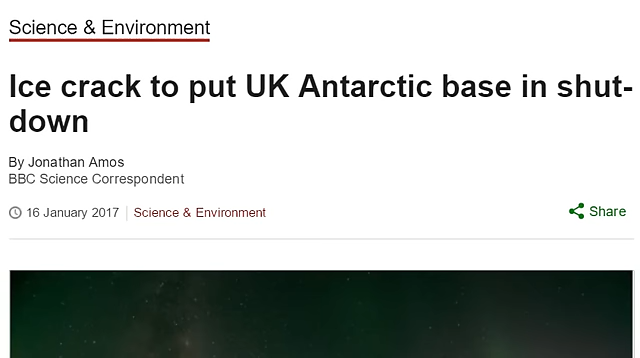 Science & Environment
Ice crack to put UK Antarctic base in shut-
down
By Jonathan Amos
BBC Science Correspondent
16 January 2017 Science & Environment Share